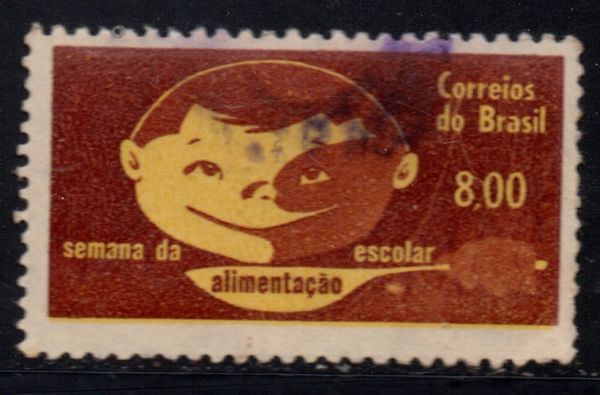 Correios
do Brasil
8,00
semana da escolar
alimentação